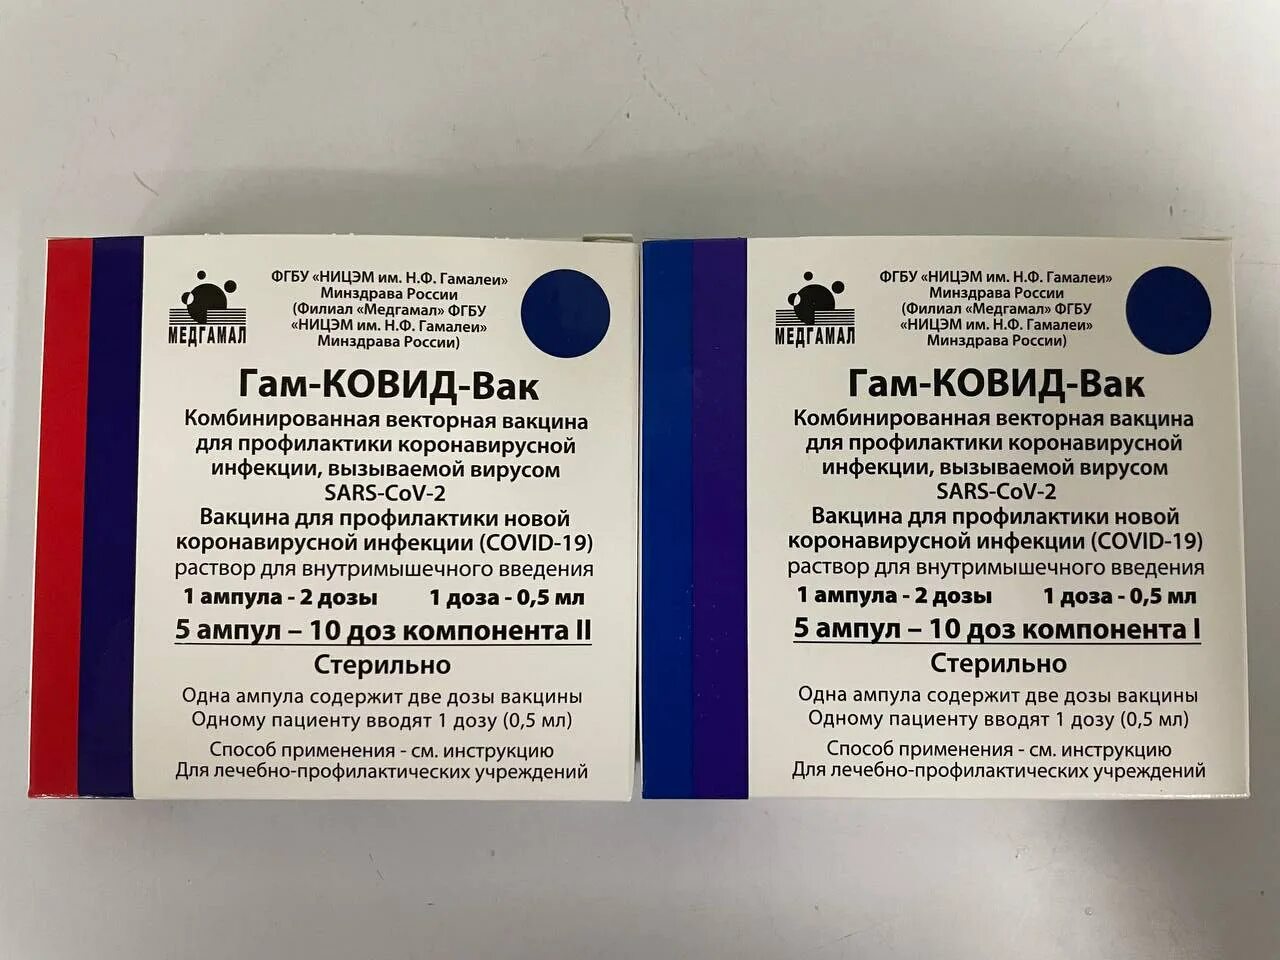 МЕДГАМАЛ
ФГБУ «НИЦЭМ им. Н.Ф. Гамалеи»
Минздрава России
(Филиал «Медгамал» ФГБУ
«НИЦЭМ им. Н.Ф. Гамалеи»
Минздрава России)
Гам-КОВИД-Вак
Комбинированная векторная вакцина
для профилактики коронавирусной
инфекции, вызываемой вирусом
SARS-CoV-2
Вакцина для профилактики новой
коронавирусной инфекции (COVID-19)
раствор для внутримышечного введения
1 ампула - 2 дозы 1 доза - 0,5 мл
5 ампул – 10 доз компонента II
Стерильно
Одна ампула содержит две дозы вакцины
Одному пациенту вводят 1 дозу (0,5 мл)
Способ применения - см. инструкцию
Для лечебно-профилактических учреждений
МЕДГАМАЛ
ФГБУ «НИЦЭМ им. Н.Ф. Гамалеи»
Минздрава России
(Филиал «Медгамал» ФГБУ
«НИЦЭМ им. Н.Ф. Гамалеи»
Минздрава России)
Гам-КОВИД-Вак
Комбинированная векторная вакцина
для профилактики коронавирусной
инфекции, вызываемой вирусом
SARS-CoV-2
Вакцина для профилактики новой
коронавирусной инфекции (COVID-19)
раствор для внутримышечного введения
1 ампула - 2 дозы 1 доза - 0,5 мл
5 ампул – 10 доз компонента I
Стерильно
Одна ампула содержит две дозы вакцины
Одному пациенту вводят 1 дозу (0,5 мл)
Способ применения - см. инструкцию
Для лечебно-профилактических учреждений